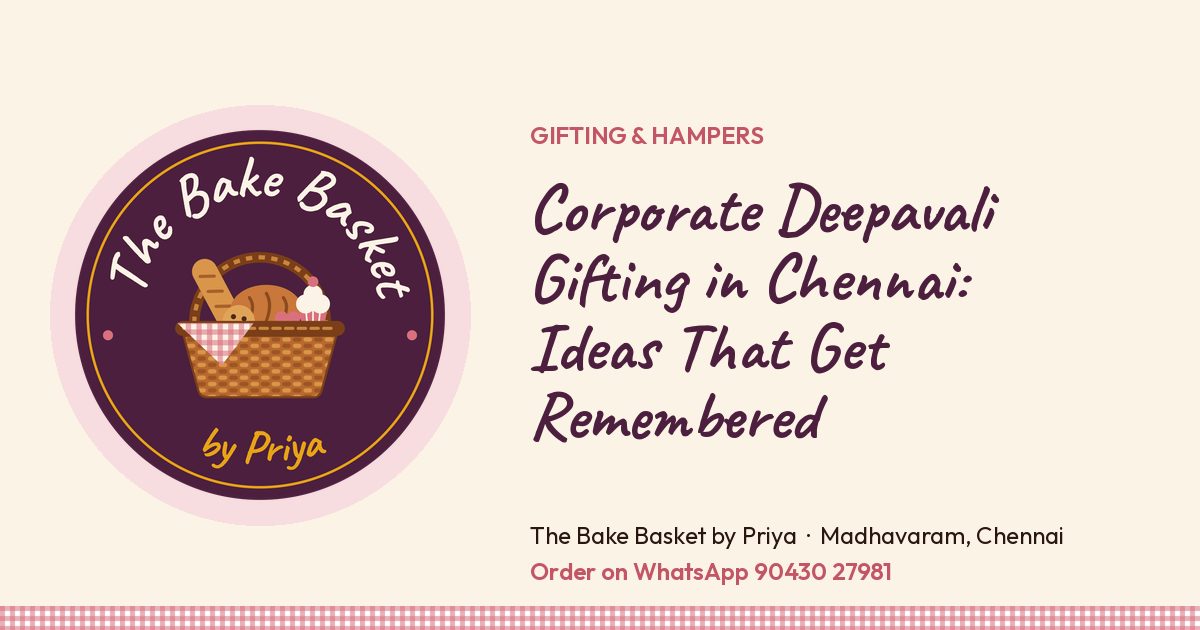 The Bake Basket
by Priya
GIFTING & HAMPERS
Corporate Deepavali
Gifting in Chennai:
Ideas That Get
Remembered
The Bake Basket by Priya · Madhavaram, Chennai
Order on WhatsApp 90430 27981